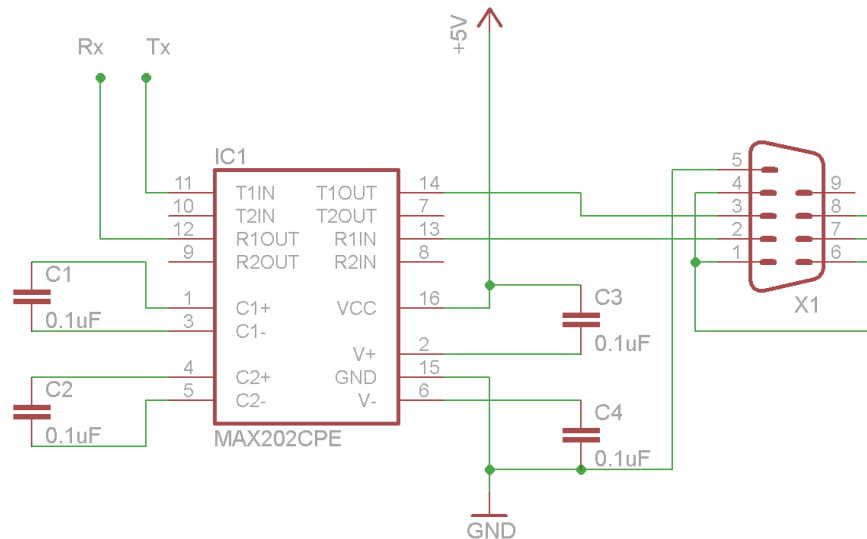 +5V
Rx Tx
IC1
11 T1IN T1OUT 14
10 T2IN T2OUT 7
12 R1OUT R1IN 13
9 R2OUT R2IN 8
1 C1+ VCC 16
3 C1-
V+ 2
4 C2+ GND 15
5 C2- V- 6
MAX202CPE
C1
0.1uF
C2
0.1uF
C3
0.1uF
C4
0.1uF
GND
5
4 9
3 8
2 7
1 6
X1